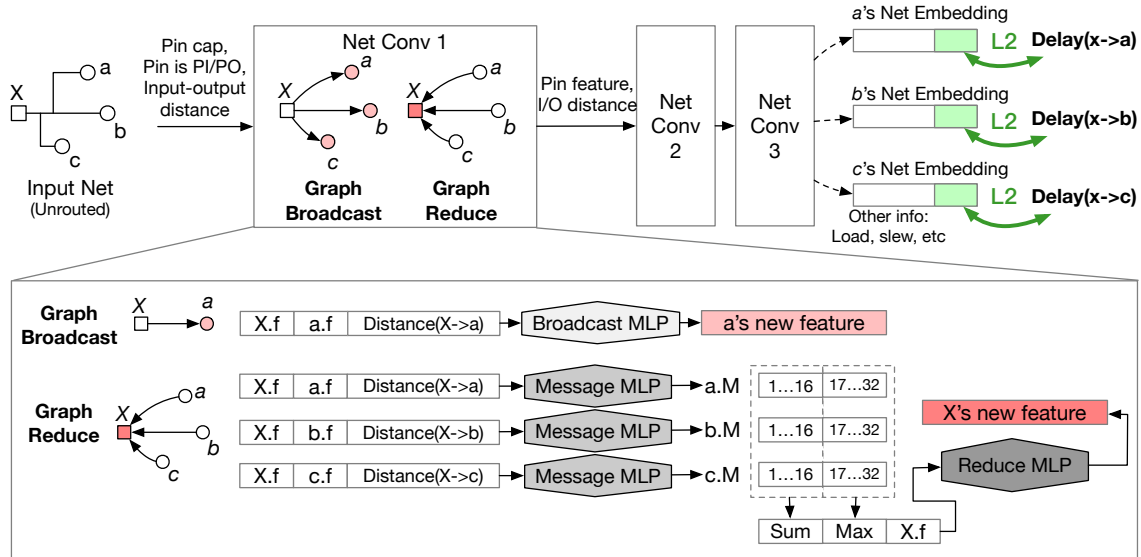 X
a
b
c
Input Net
(Unrouted)
Pin cap,
Pin is PI/PO,
Input-output
distance
Net Conv 1
X
a
b
c
Graph
Broadcast
X
a
b
c
Graph
Reduce
Pin feature,
I/O distance
Net
Conv
2
Net
Conv
3
a's Net Embedding
L2 Delay(x->a)
b's Net Embedding
L2 Delay(x->b)
c's Net Embedding
L2 Delay(x->c)
Other info:
Load, slew, etc
Graph
Broadcast
X
a
X.f a.f Distance(X->a) Broadcast MLP a's new feature
Graph
Reduce
X
a
b
c
X.f a.f Distance(X->a) Message MLP a.M 1...16 17...32
X.f b.f Distance(X->b) Message MLP b.M 1...16 17...32
X.f c.f Distance(X->c) Message MLP c.M 1...16 17...32
Sum Max X.f
Reduce MLP
X's new feature